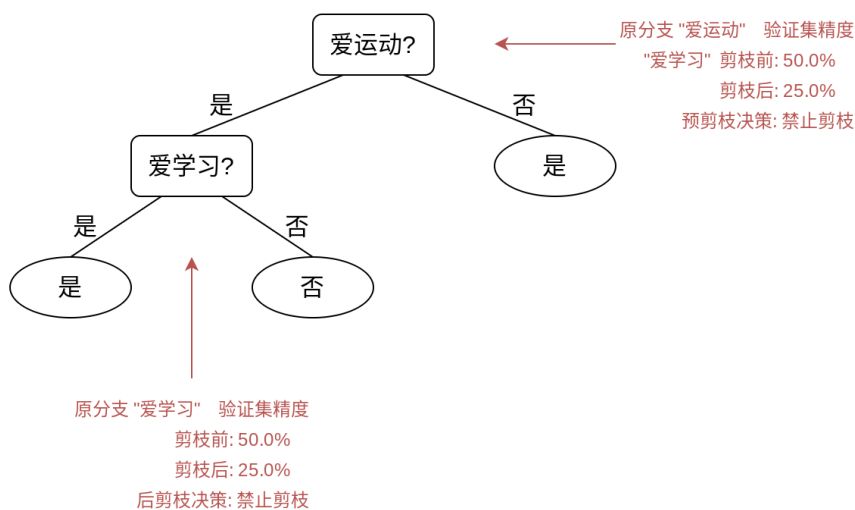 爱运动?
原分支 "爱运动" 验证集精度
"爱学习" 剪枝前: 50.0%
剪枝后: 25.0%
预剪枝决策: 禁止剪枝
是
否
爱学习?
是
是
否
是
否
原分支 "爱学习" 验证集精度
剪枝前: 50.0%
剪枝后: 25.0%
后剪枝决策: 禁止剪枝